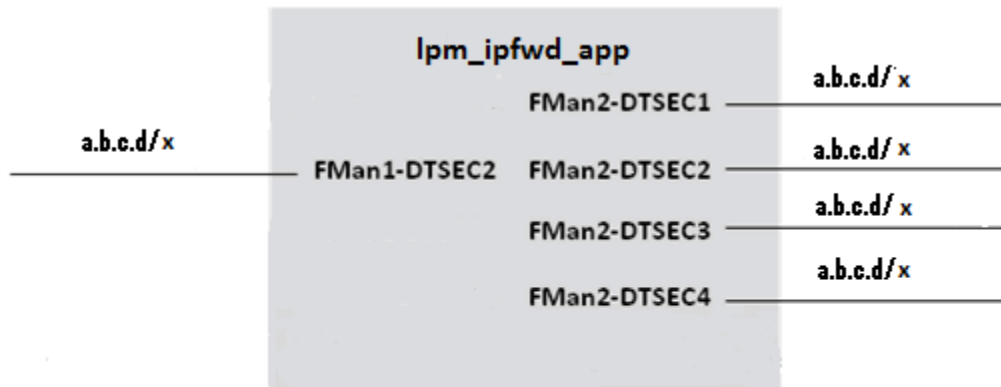 lpm_ipfwd_app
a.b.c.d/x
FMan1-DTSEC2
FMan2-DTSEC1
a.b.c.d/ x
FMan2-DTSEC2
a.b.c.d/ x
FMan2-DTSEC3
a.b.c.d/ x
FMan2-DTSEC4
a.b.c.d/x